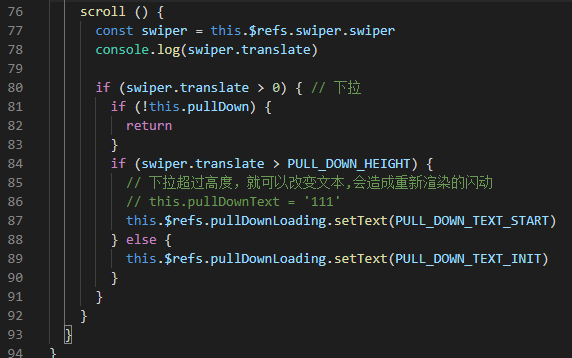 76 scroll () {
77 const swiper = this.$refs.swiper.swiper
78 console.log(swiper.translate)
79
80 if (swiper.translate > 0) { // 下拉
81 if (!this.pullDown) {
82 return
83 }
84 if (swiper.translate > PULL_DOWN_HEIGHT) {
85 // 下拉超过高度，就可以改变文本,会造成重新渲染的闪动
86 // this.pullDownText = '111'
87 this.$refs.pullDownLoading.setText(PULL_DOWN_TEXT_START)
88 } else {
89 this.$refs.pullDownLoading.setText(PULL_DOWN_TEXT_INIT)
90 }
91 }
92 }
93 }
94 }